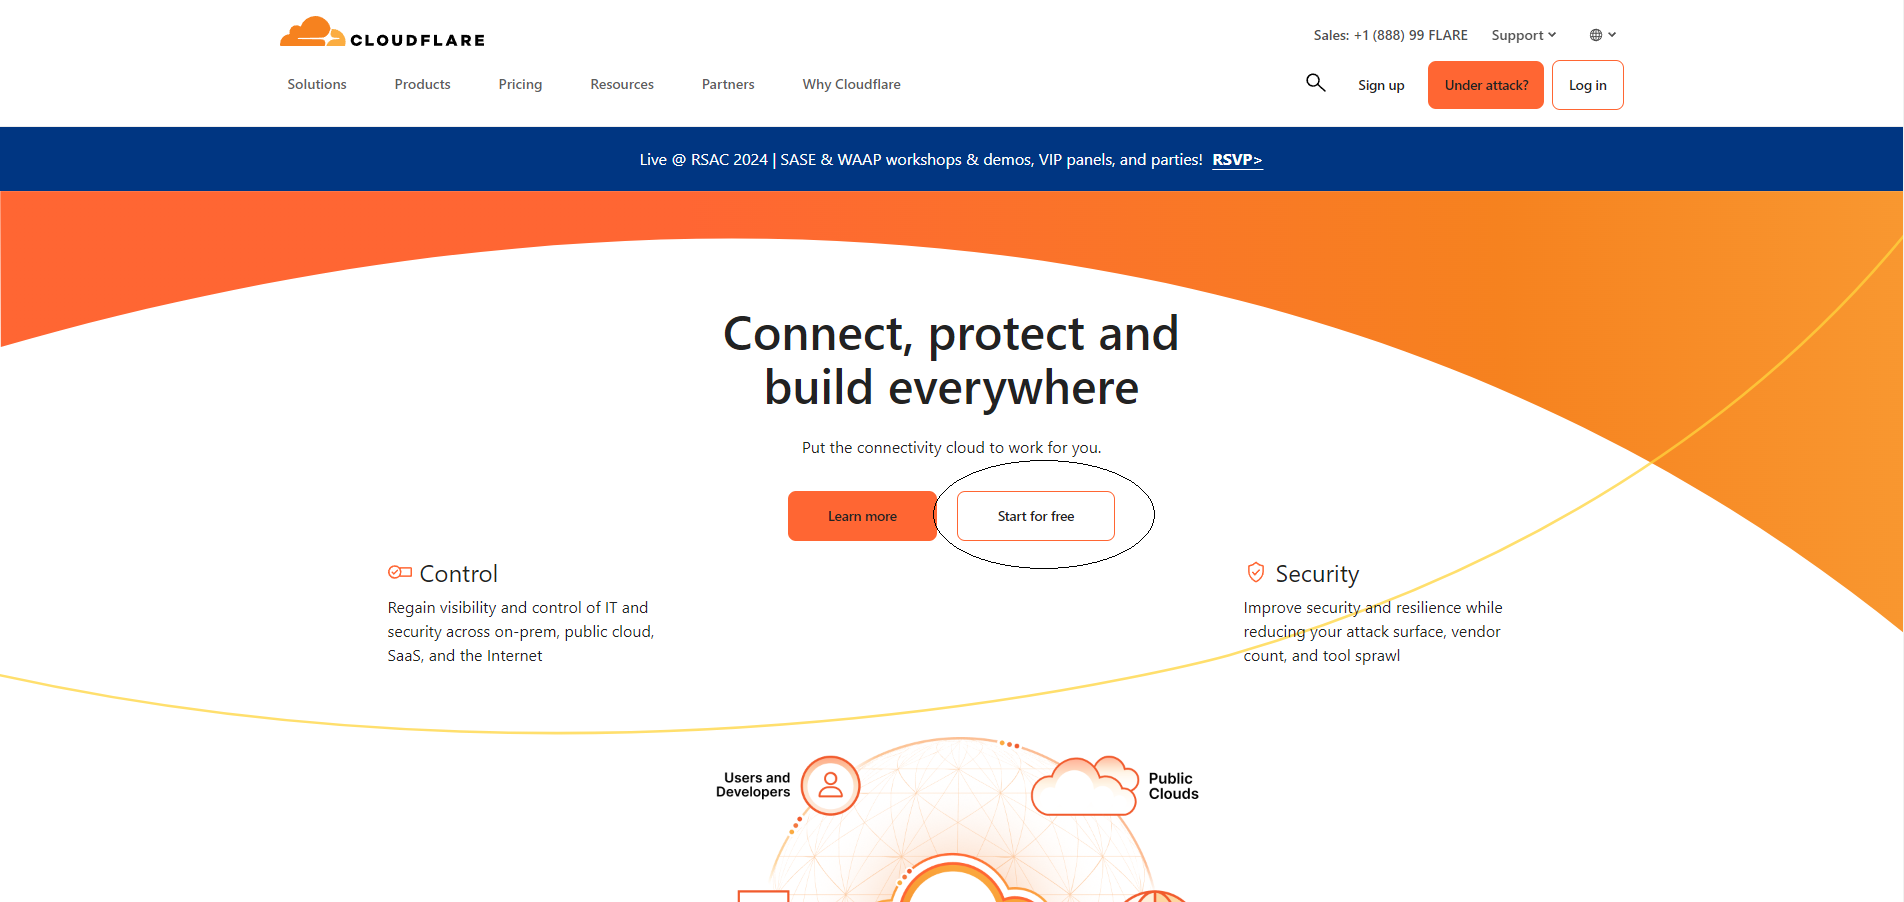 CLOUDFLARE
Sales: +1 (888) 99 FLARE Support
Solutions Products Pricing Resources Partners Why Cloudflare
Sign up Under attack? Log in
Live @ RSAC 2024 | SASE & WAAP workshops & demos, VIP panels, and parties! RSVP>
Connect, protect and
build everywhere
Put the connectivity cloud to work for you.
Learn more Start for free
Control
Regain visibility and control of IT and
security across on-prem, public cloud,
SaaS, and the Internet
Security
Improve security and resilience while
reducing your attack surface, vendor
count, and tool sprawl
Users and
Developers
Public
Clouds